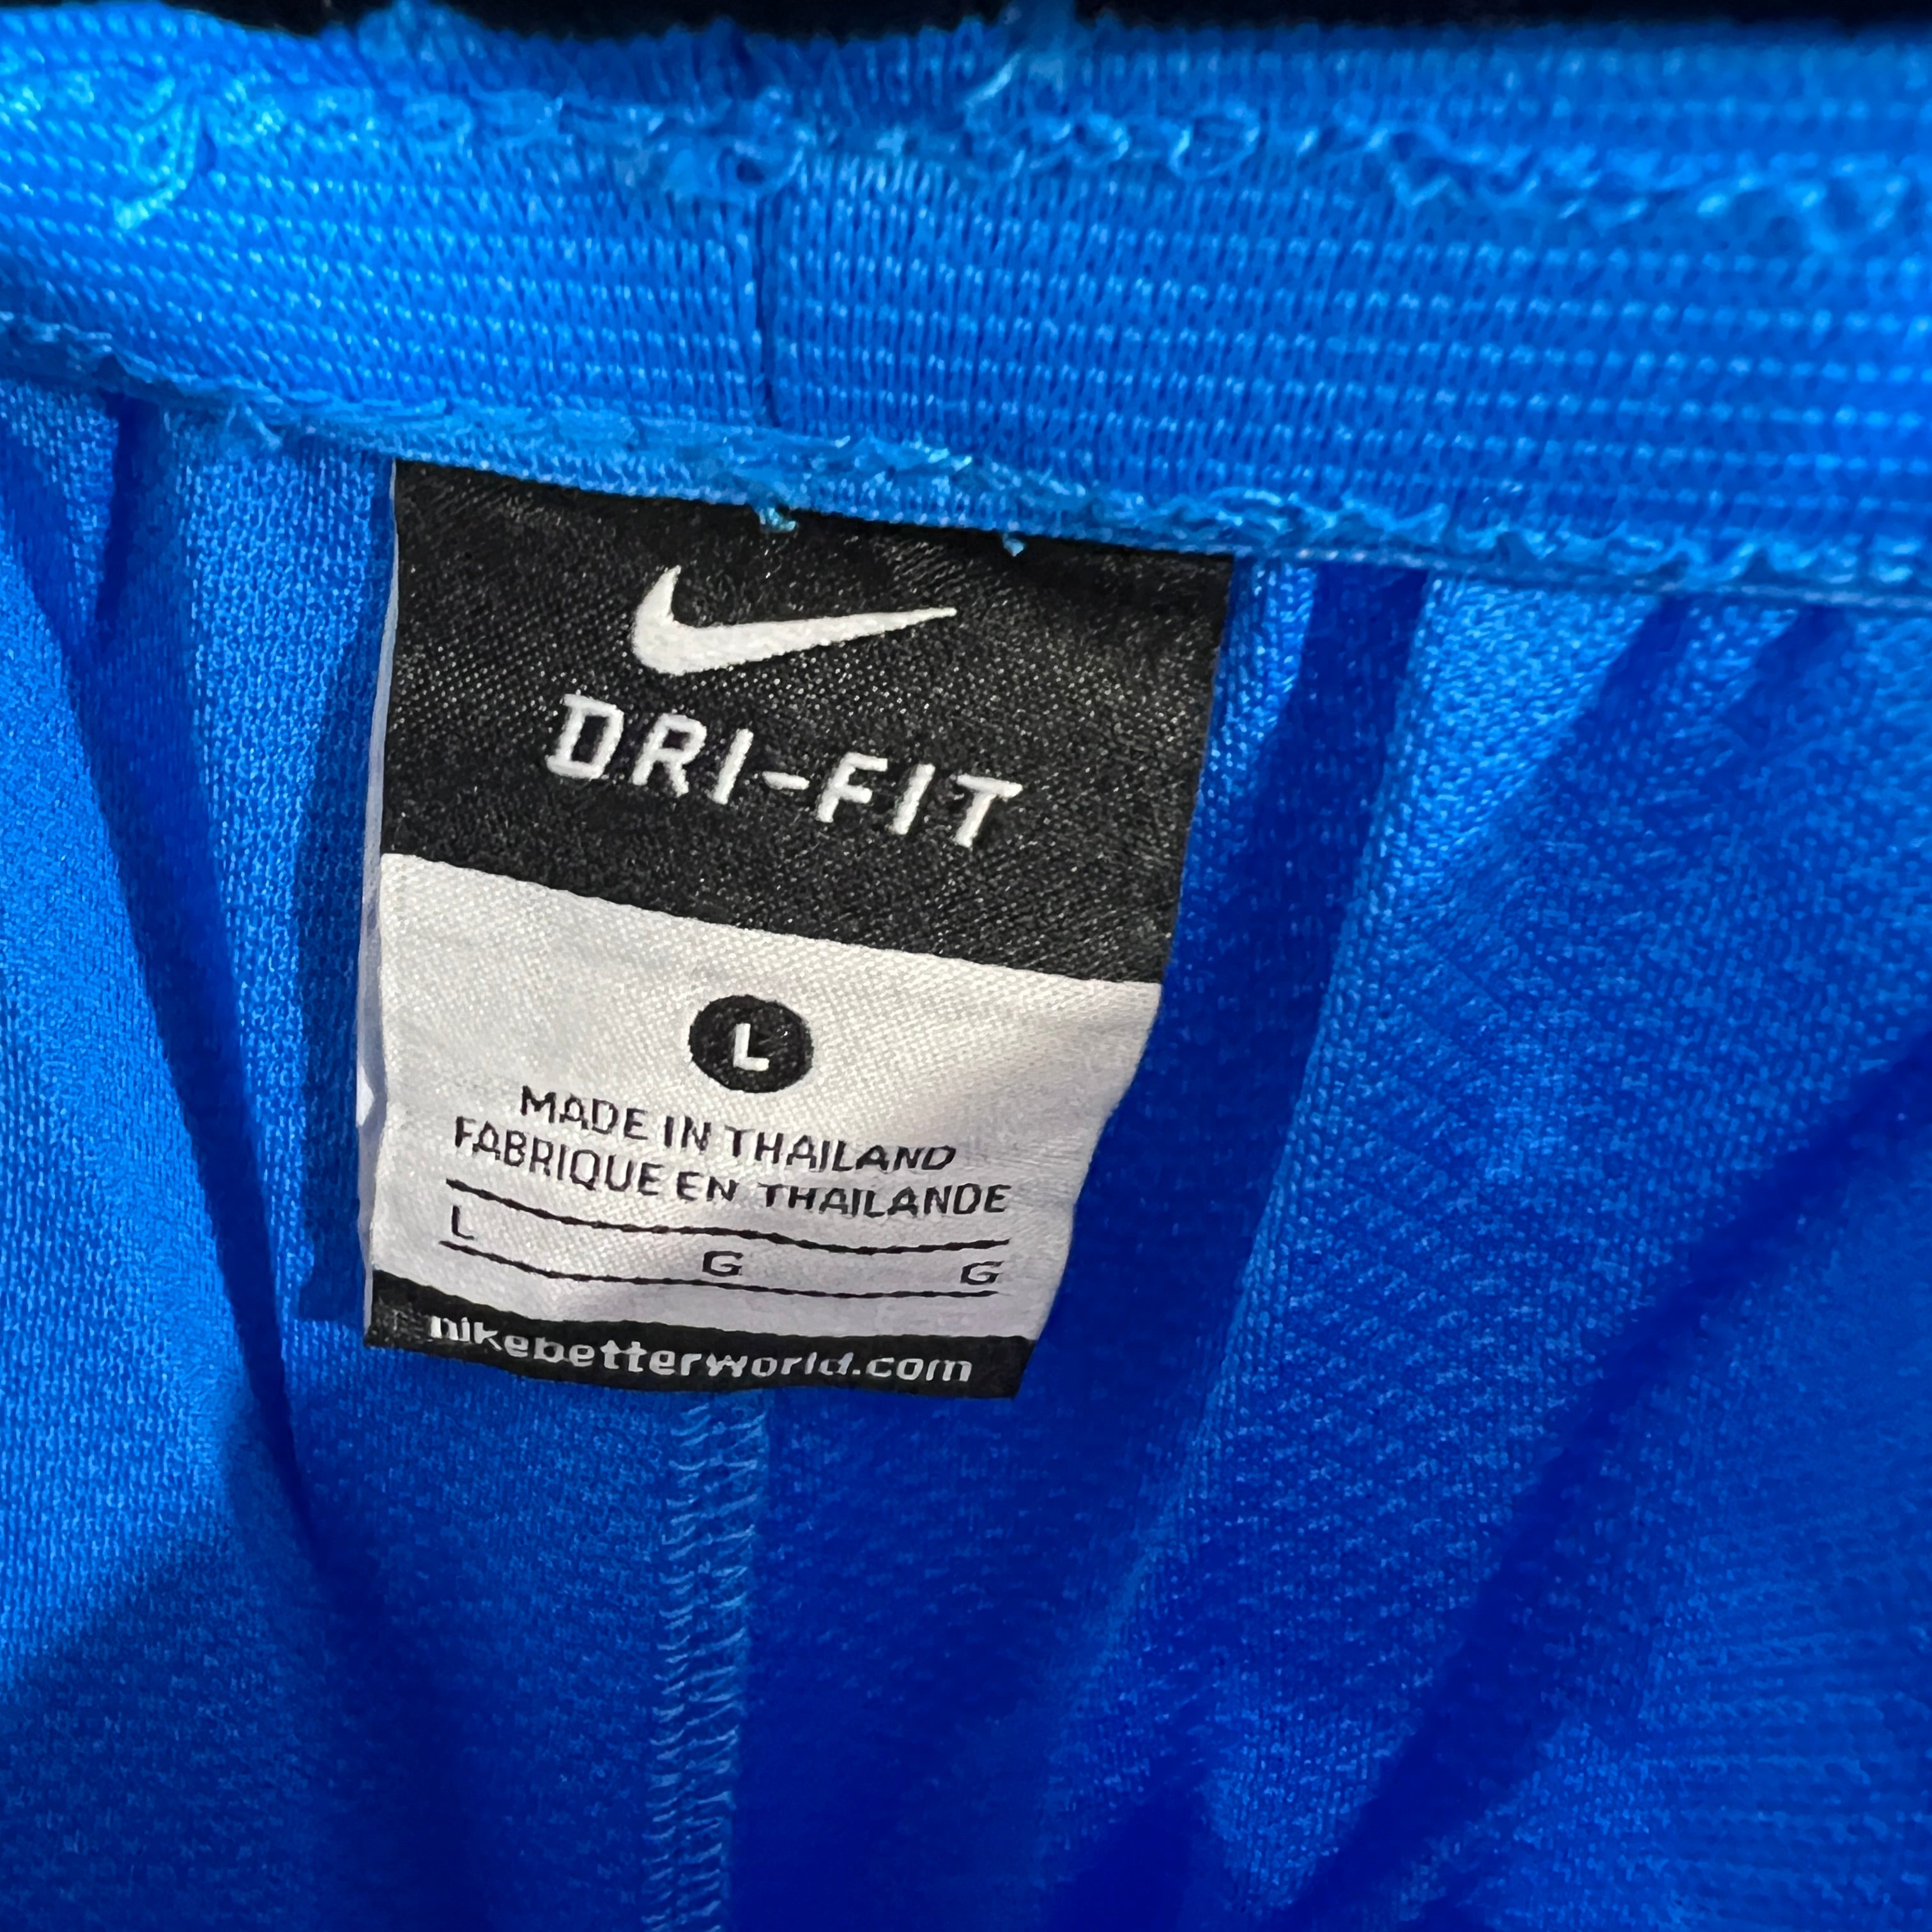 DRI-FIT
L
MADE IN THAILAND
FABRIQUE EN THAILANDE
L G G
nikebetterworld.com